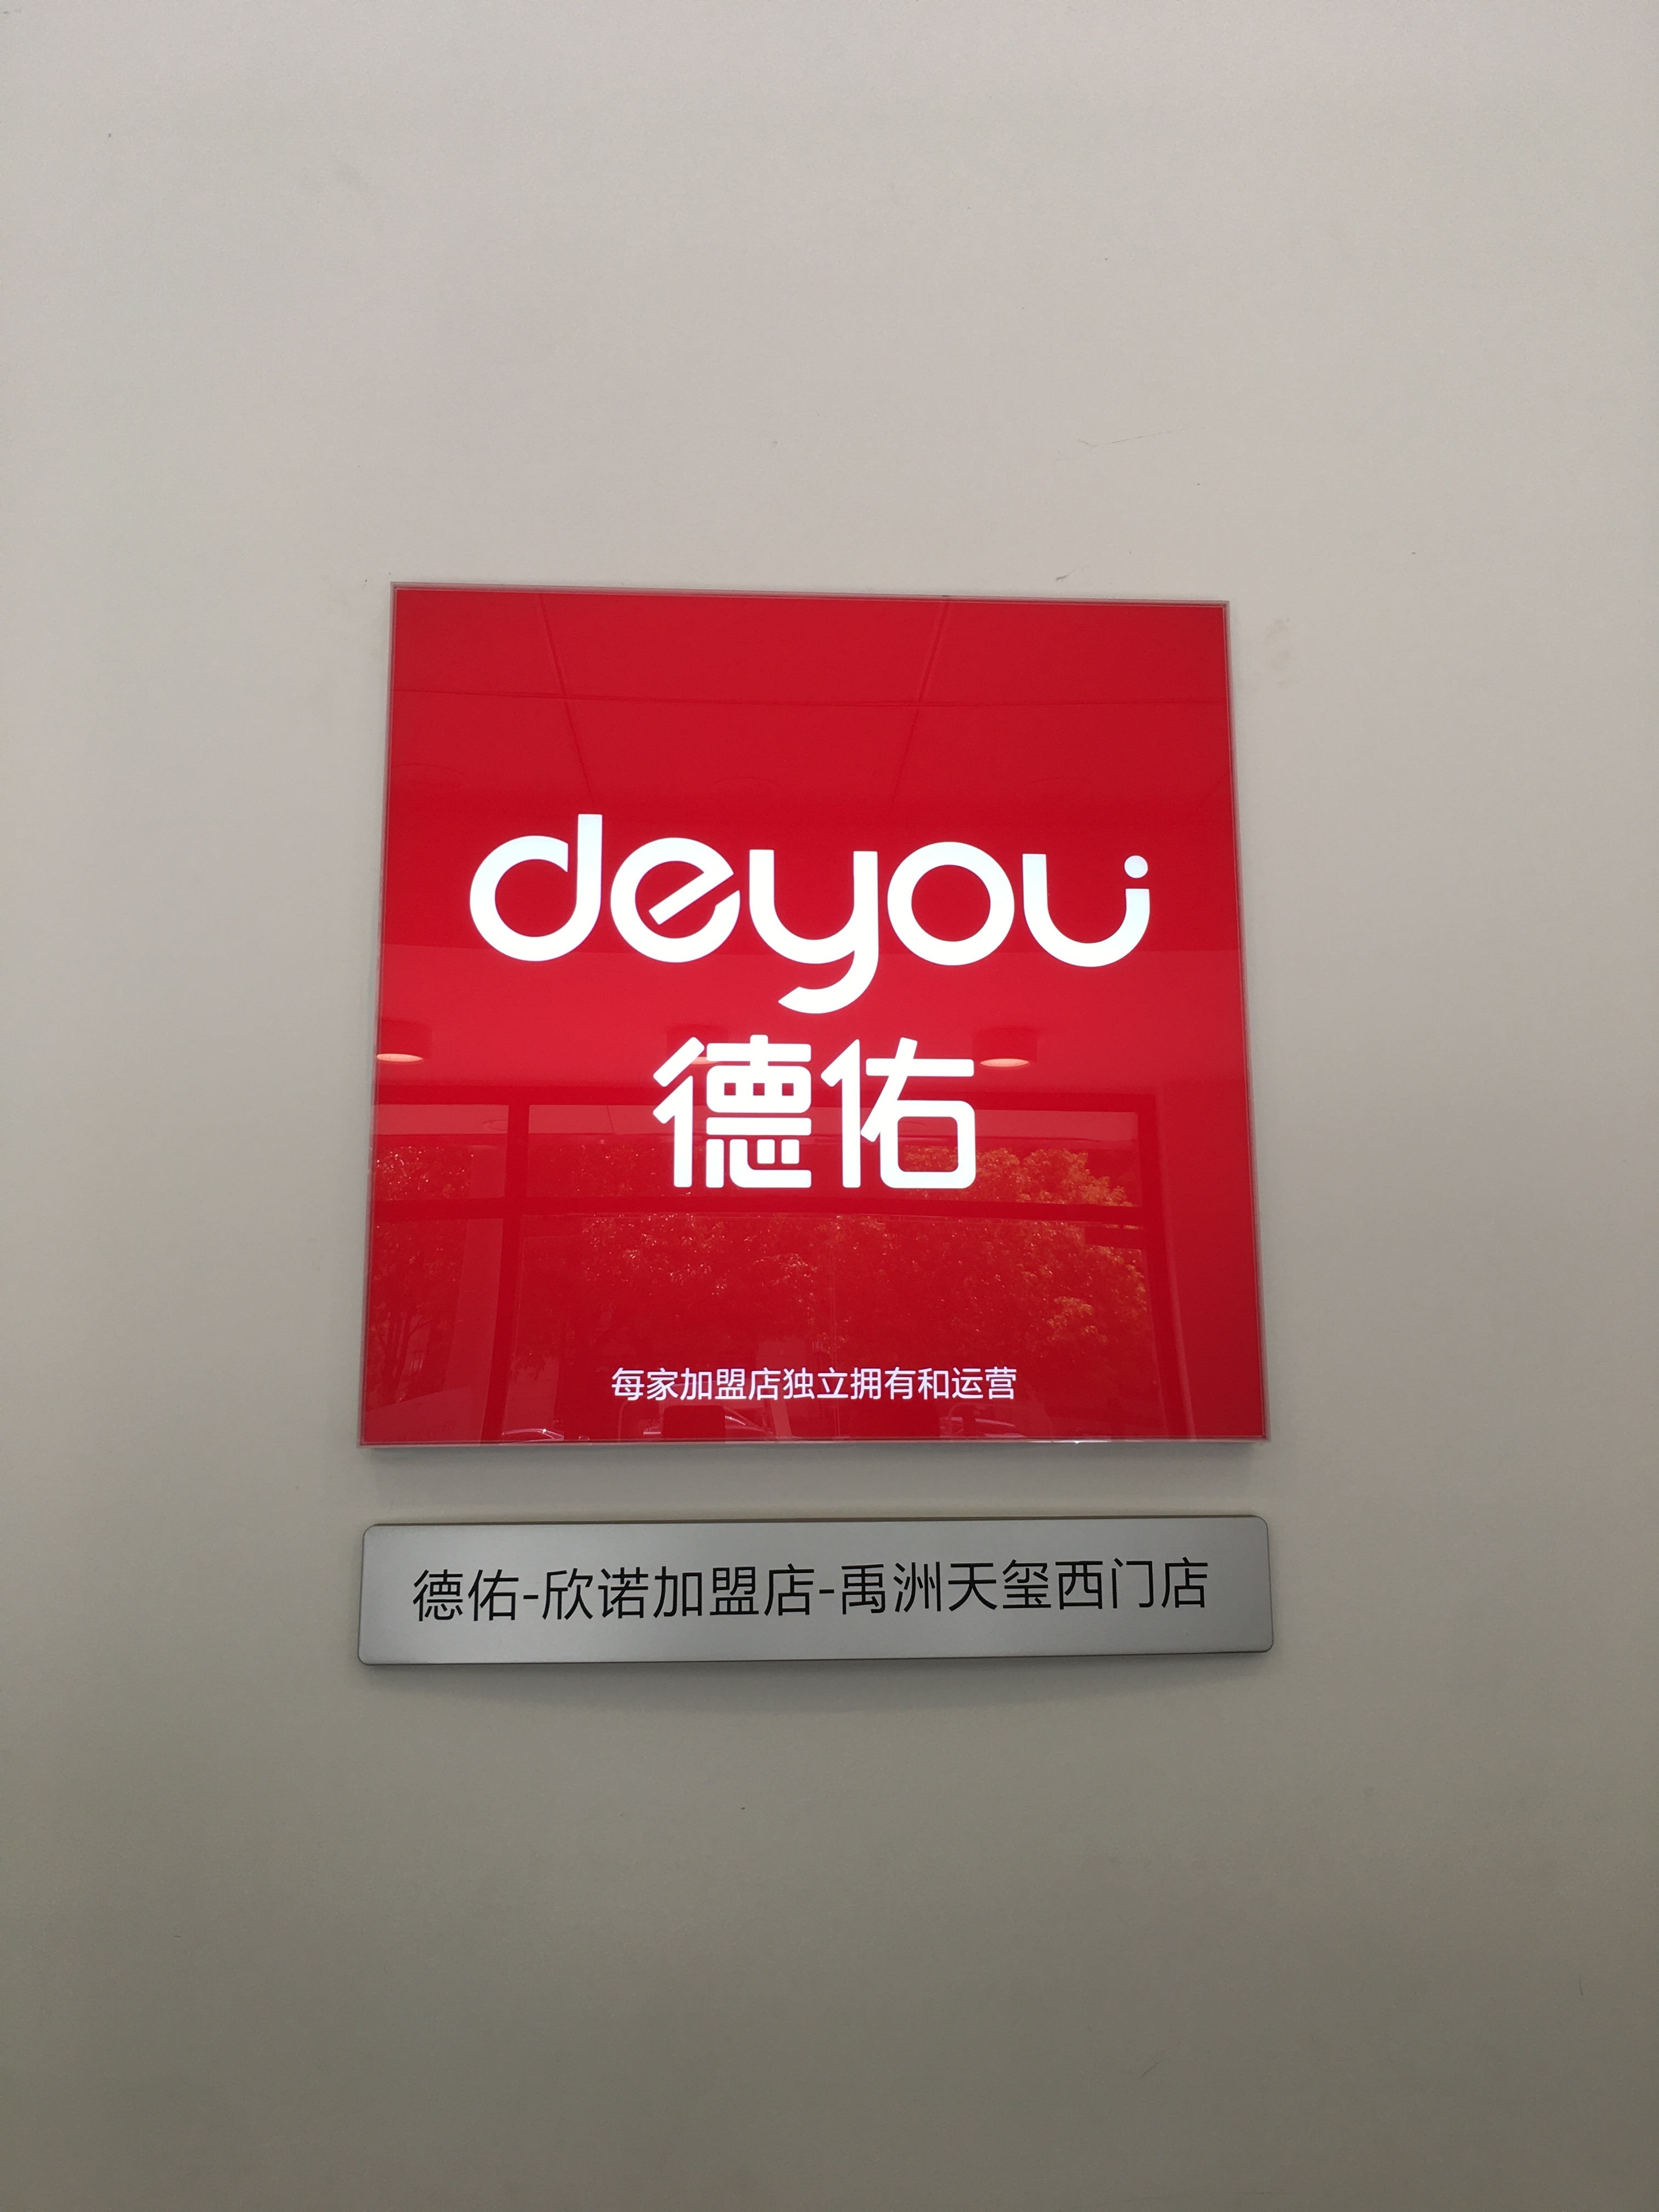 deyou
德佑
每家加盟店独立拥有和运营
德佑-欣诺加盟店-禹洲天玺西门店